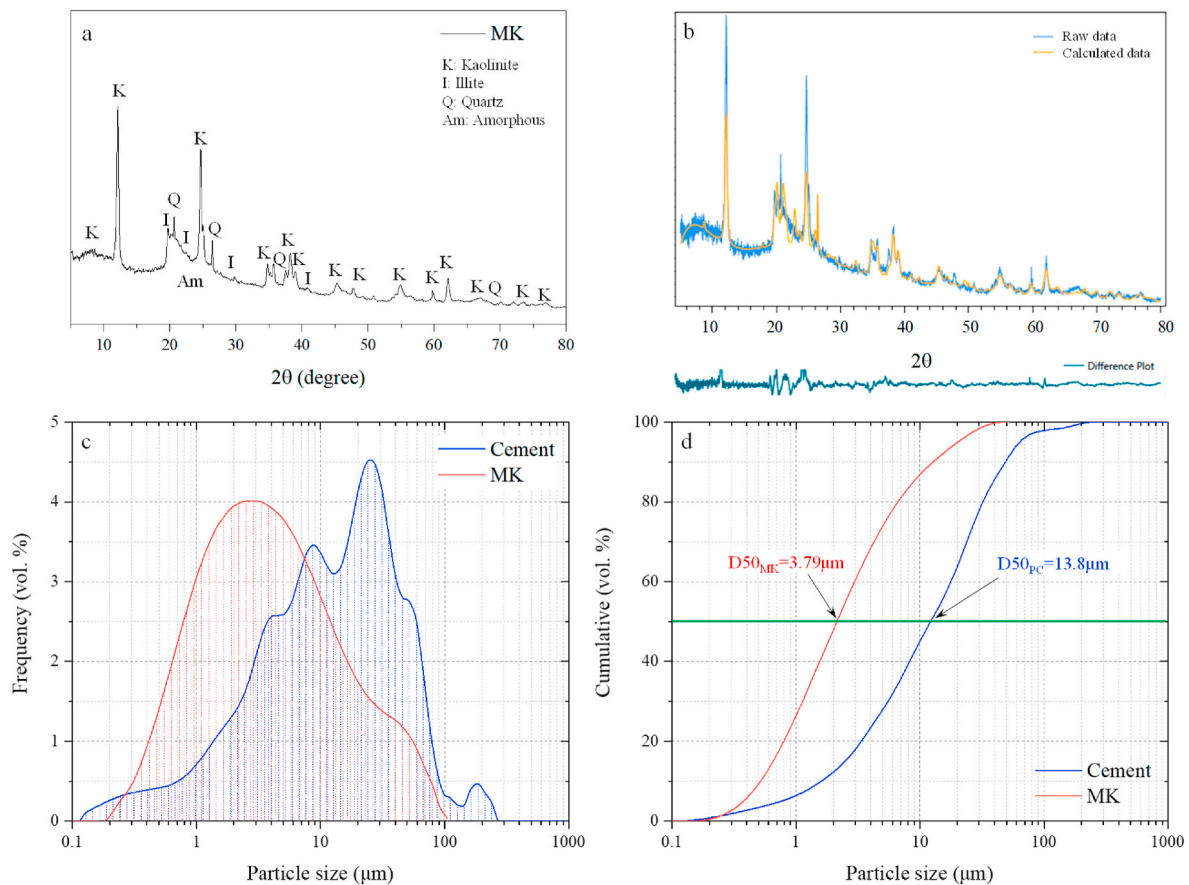 a
MK
K: Kaolinite
I: Illite
Q: Quartz
Am: Amorphous
K
K
K
I
Q
I
Q
Am
I
K
Q
K
K
I
K
K
K
K
K
K
Q
K
K
10 20 30 40 50 60 70 80
2θ (degree)
b
Raw data
Calculated data
10 20 30 40 50 60 70 80
2θ
Difference Plot
c
Cement
MK
5
4
3
2
1
0
Frequency (vol. %)
0.1 1 10 100 1000
Particle size (μm)
d
100
80
60
40
20
0
Cumulative (vol. %)
D50MK=3.79μm
D50PC=13.8μm
Cement
MK
0.1 1 10 100 1000
Particle size (μm)